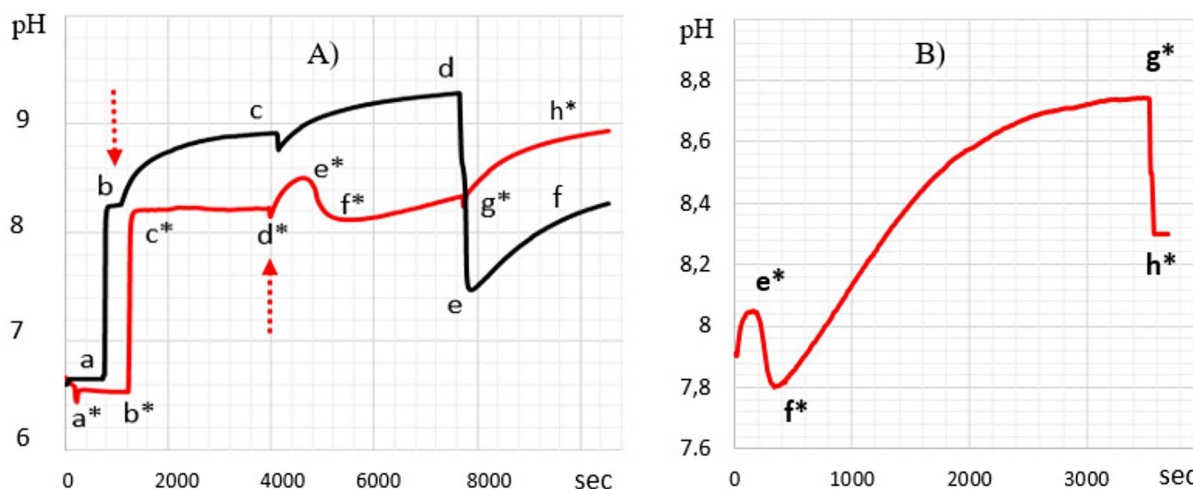 pH
A)
9
8
7
6
a
b
c
d
e
f
a*
b*
c*
d*
e*
f*
g*
h*
0 2000 4000 6000 8000 sec
pH
B)
8,8
8,6
8,4
8,2
8
7,8
7.6
e*
f*
g*
h*
0 1000 2000 3000 sec